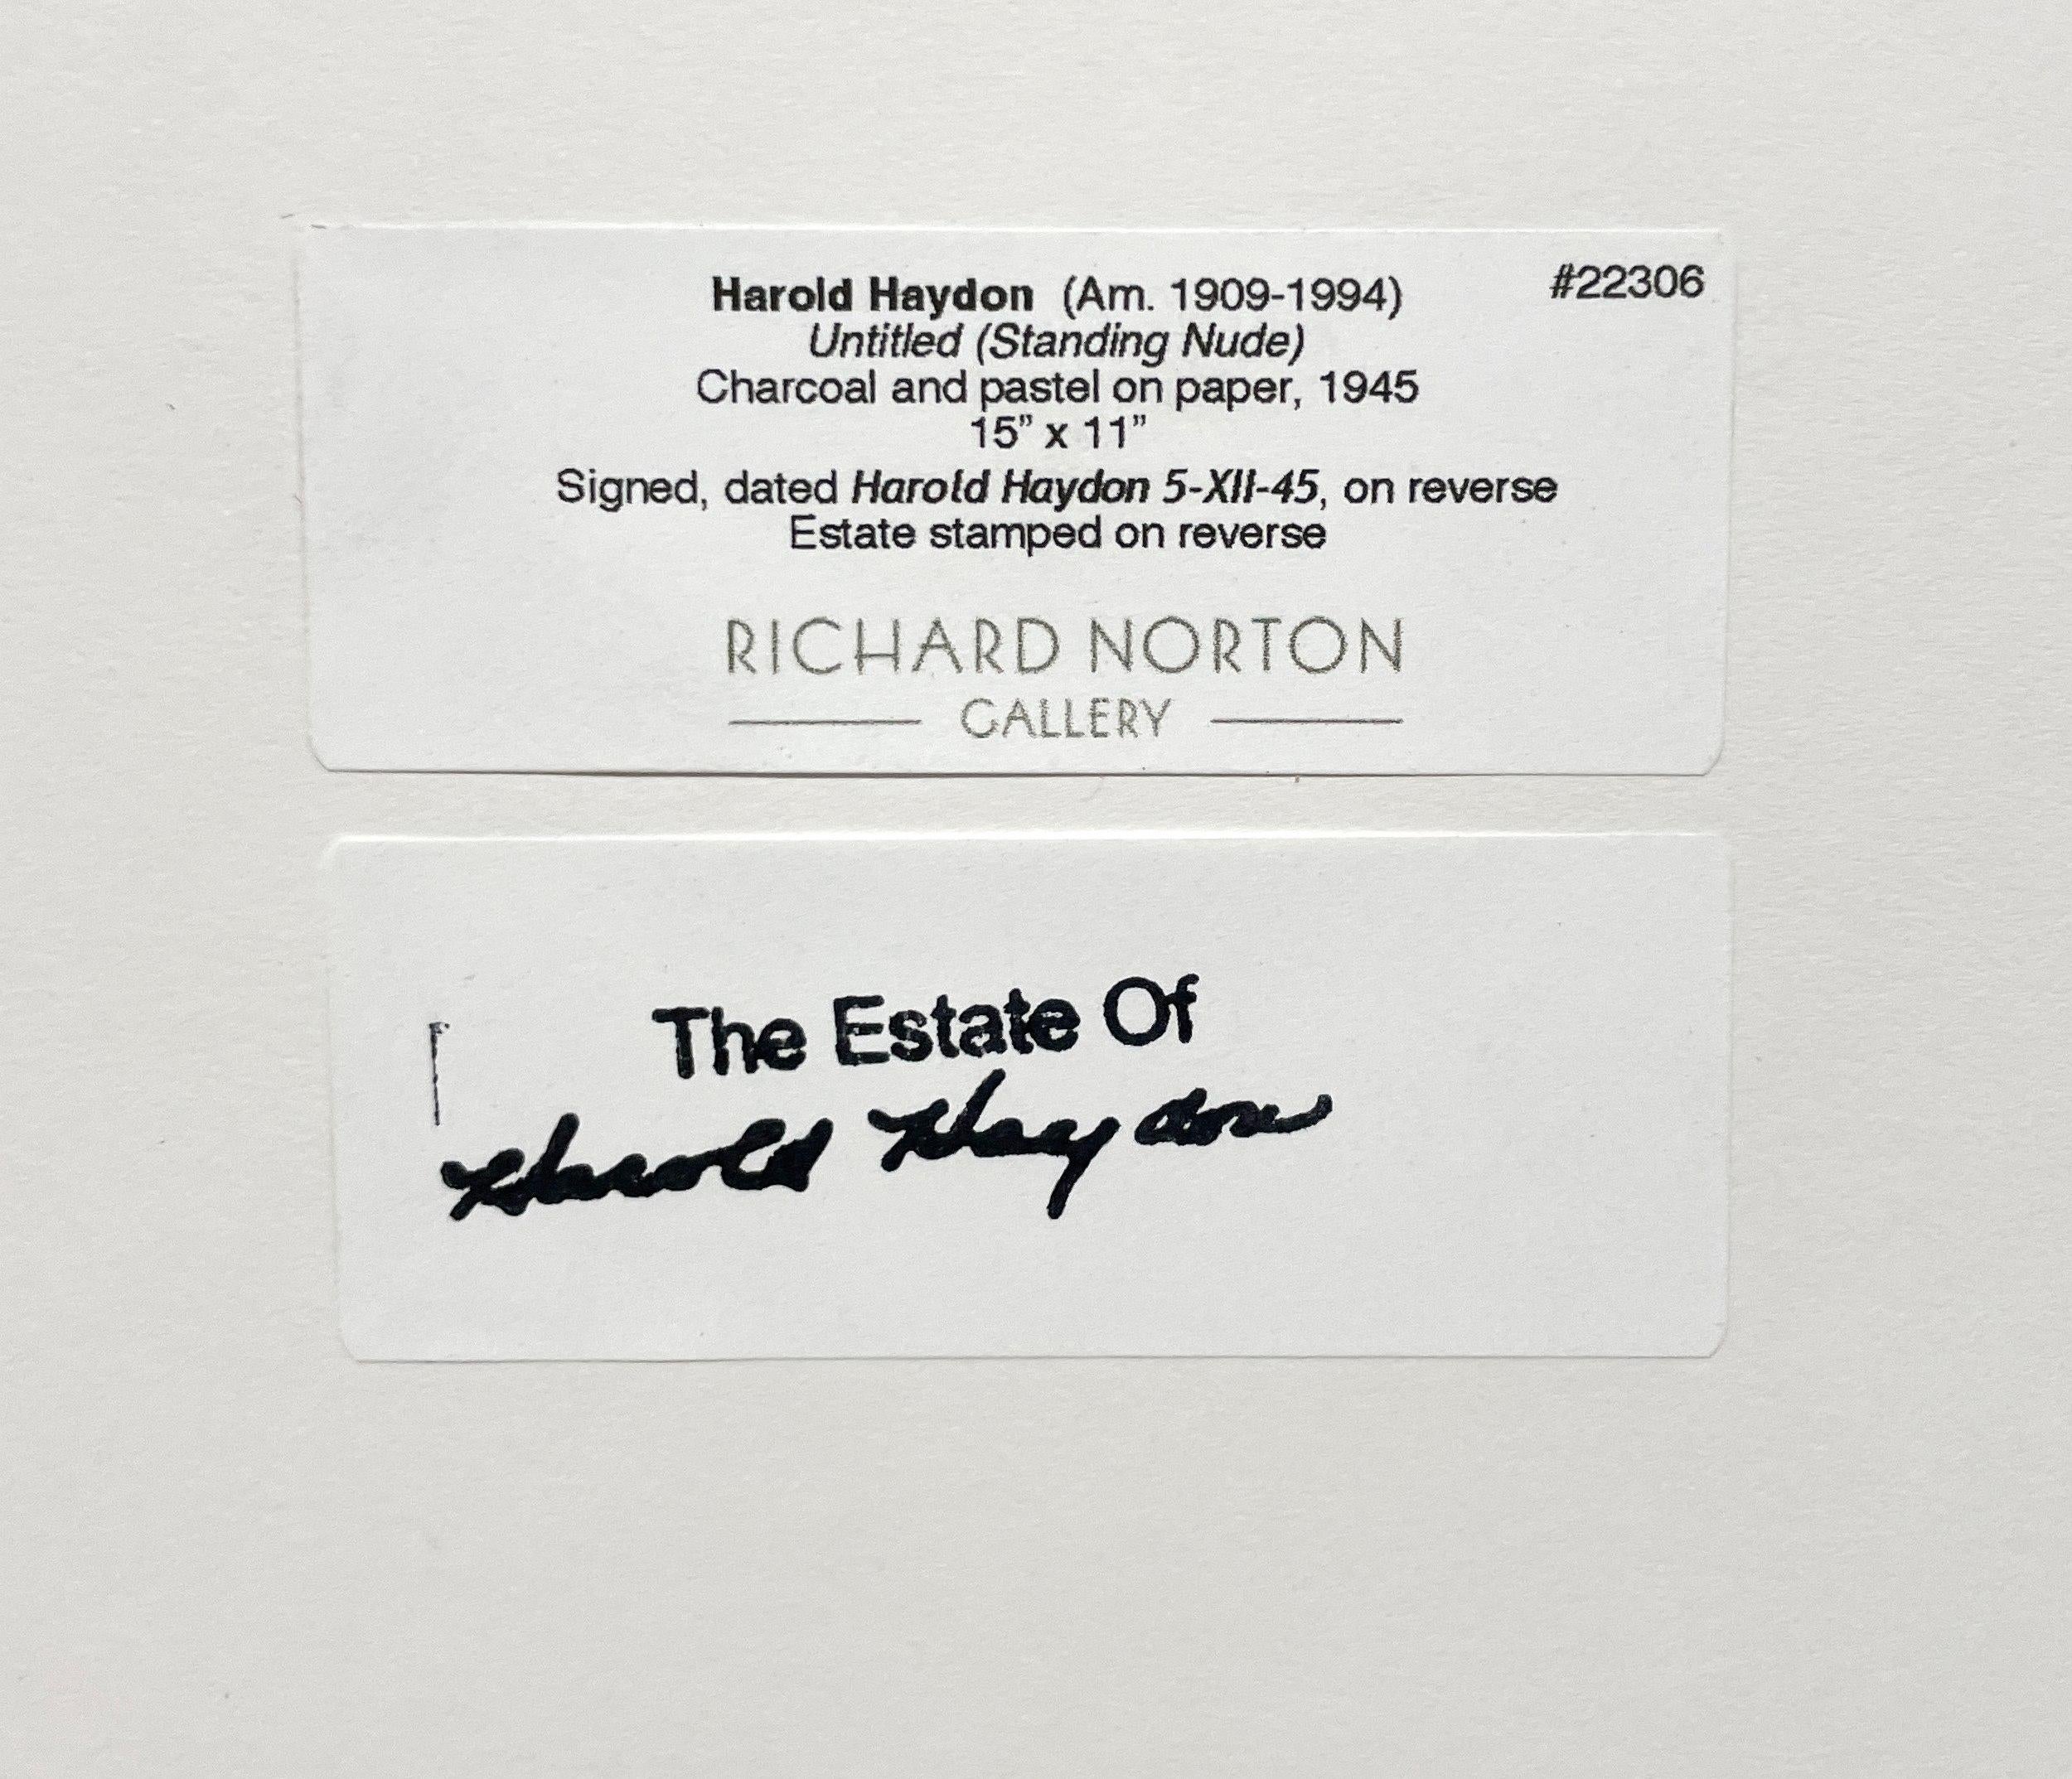 Harold Haydon (Am. 1909-1994) #22306
Untitled (Standing Nude)
Charcoal and pastel on paper, 1945
15” x 11”
Signed, dated Harold Haydon 5-XII-45, on reverse
Estate stamped on reverse
RICHARD NORTON
GALLERY
The Estate Of
Harold Haydon